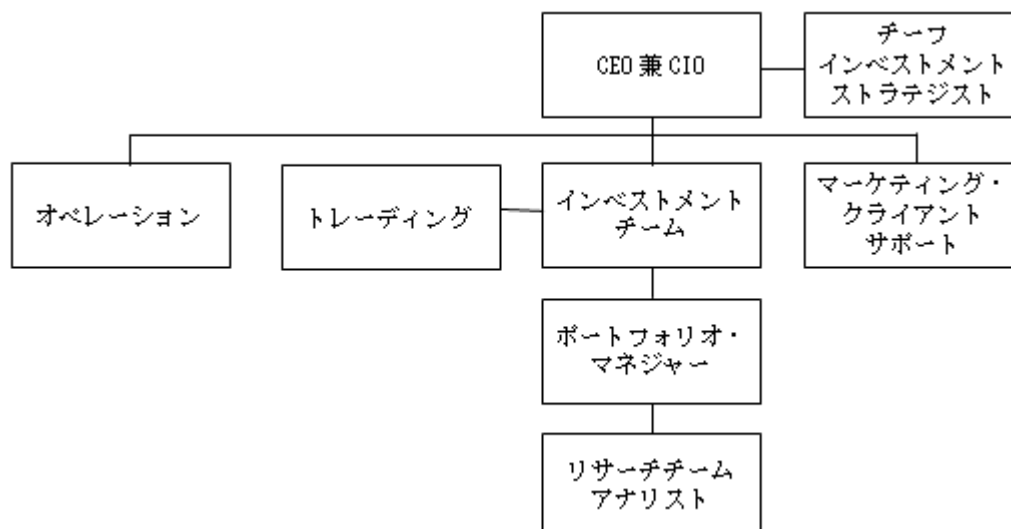 CEO 兼 CIO
チーフ
インベストメント
ストラテジスト
オペレーション
トレーディング
インベストメント
チーム
マーケティング・
クライアント
サポート
ポートフォリオ・
マネジャー
リサーチチーム
アナリスト